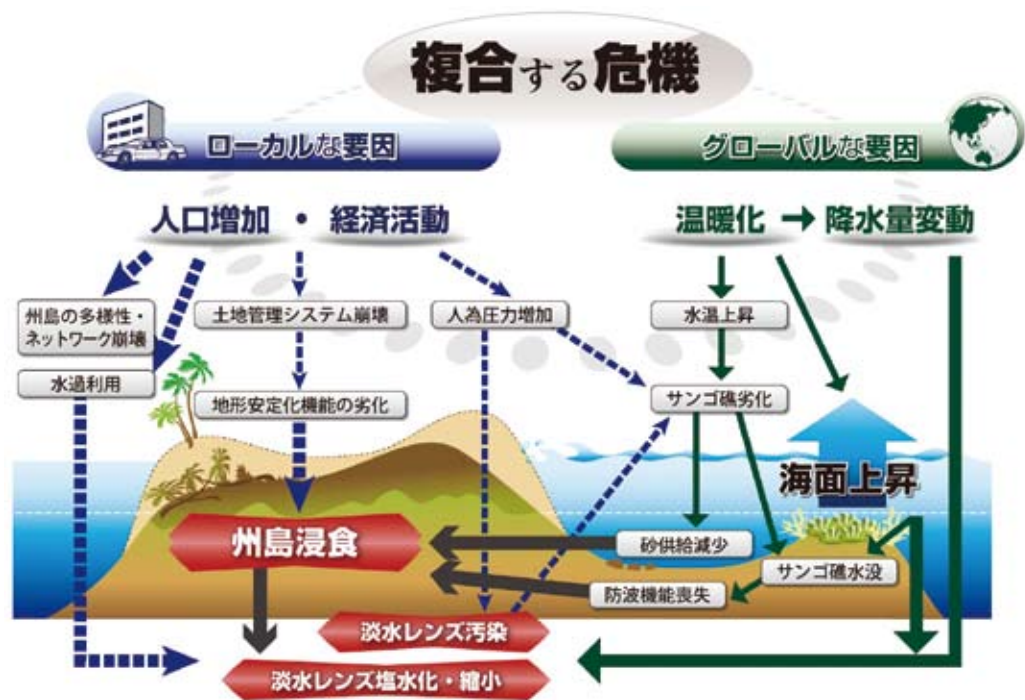 複合する危機
ローカルな要因
グローバルな要因
人口増加・経済活動
温暖化→降水量変動
州島の多様性・
ネットワーク崩壊
土地管理システム崩壊
人為圧力増加
水温上昇
水過利用
地形安定化機能の劣化
サンゴ礁劣化
海面上昇
州島浸食
砂供給減少
サンゴ礁水没
防波機能喪失
淡水レンズ汚染
淡水レンズ塩水化・縮小